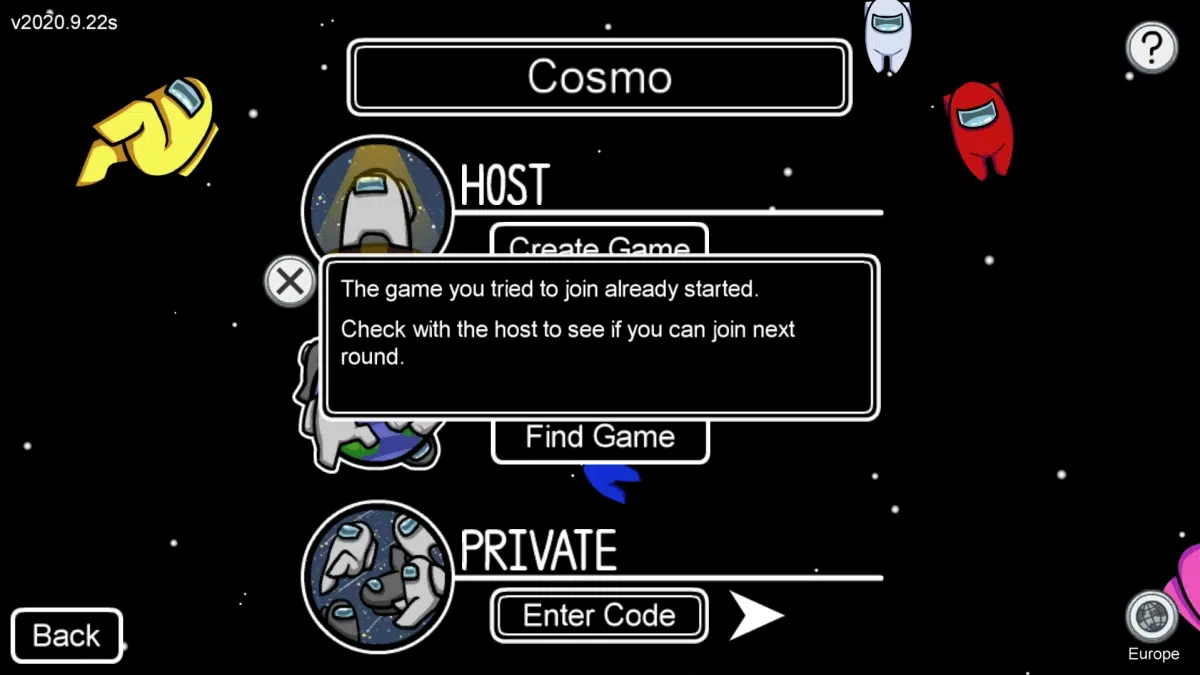 v2020.9.22s
Cosmo
?
HOST
Create Game
The game you tried to join already started.
Check with the host to see if you can join next
round.
Find Game
PRIVATE
Enter Code
Back
Europe